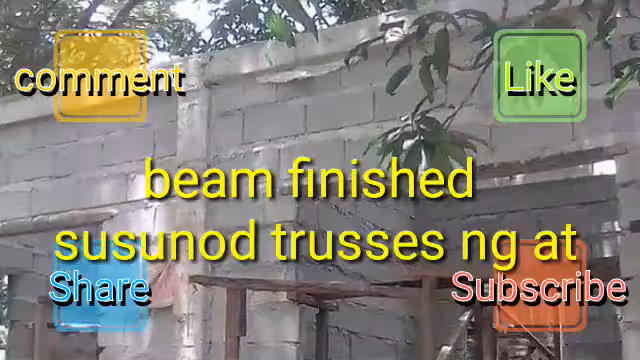 comment
Like
beam finished
susunod trusses ng at
Share
Subscribe